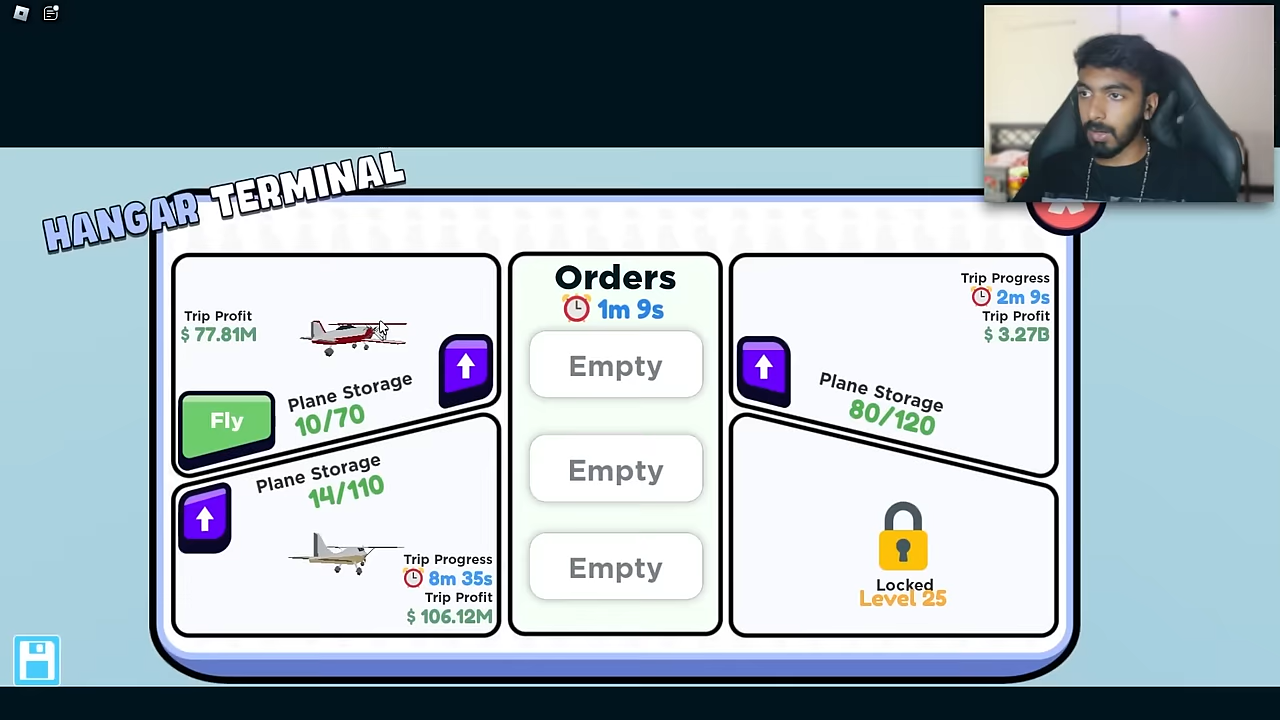 HANGAR TERMINAL
Trip Profit
$ 77.81M
Fly
Plane Storage
10/70
Plane Storage
14/110
Trip Progress
8m 35s
Trip Profit
$ 106.12M
Orders
1m 9s
Empty
Empty
Empty
Trip Progress
2m 9s
Trip Profit
$ 3.27B
Plane Storage
80/120
Locked
Level 25